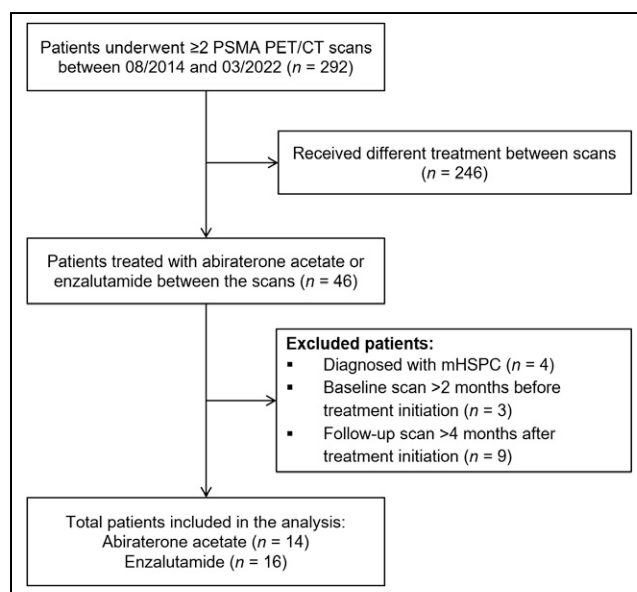 Patients underwent ≥2 PSMA PET/CT scans
between 08/2014 and 03/2022 (n = 292)
Received different treatment between scans
(n = 246)
Patients treated with abiraterone acetate or
enzalutamide between the scans (n = 46)
Excluded patients:
▪ Diagnosed with mHSPC (n = 4)
▪ Baseline scan >2 months before
treatment initiation (n = 3)
▪ Follow-up scan >4 months after
treatment initiation (n = 9)
Total patients included in the analysis:
Abiraterone acetate (n = 14)
Enzalutamide (n = 16)